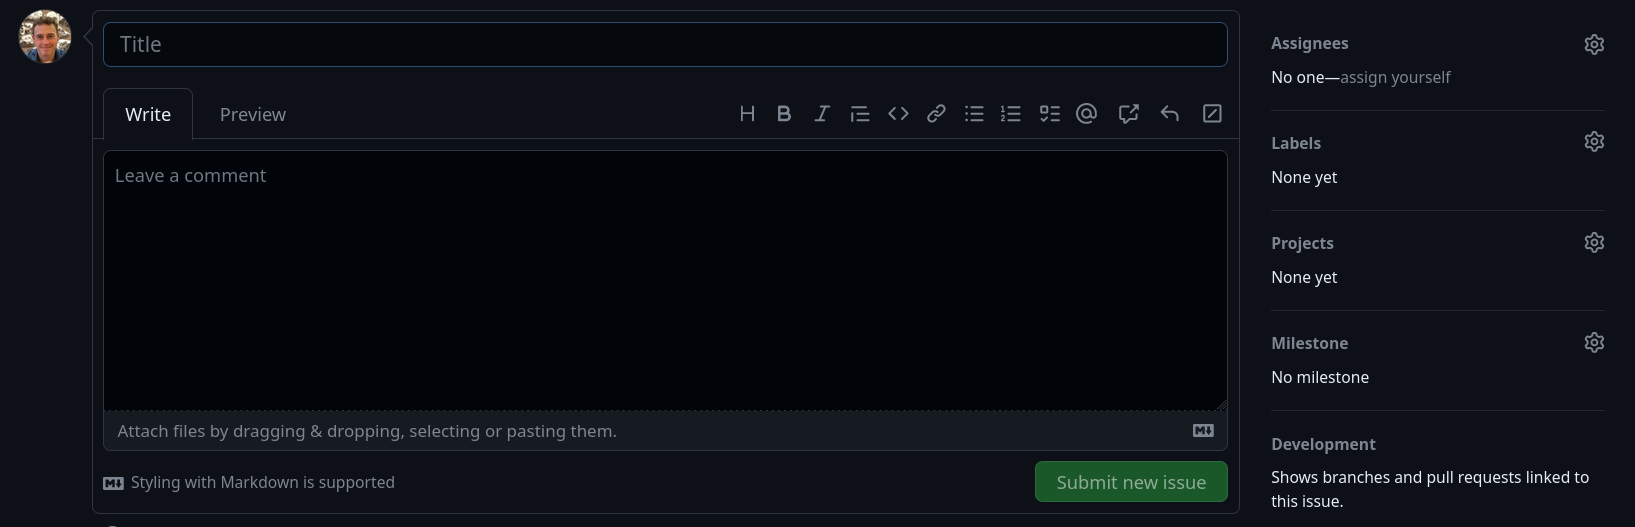 Title
Write
Preview
Leave a comment
Attach files by dragging & dropping, selecting or pasting them.
Styling with Markdown is supported
Submit new issue
Assignees
No one—assign yourself
Labels
None yet
Projects
None yet
Milestone
No milestone
Development
Shows branches and pull requests linked to
this issue.